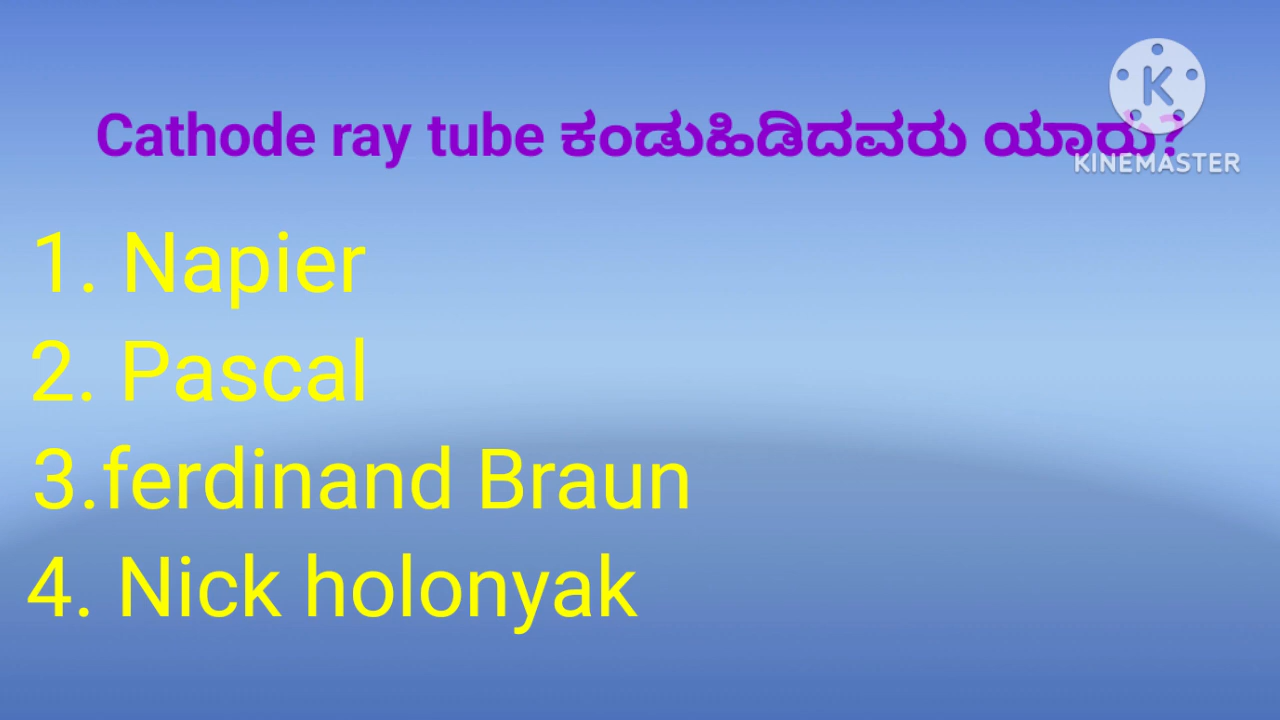 Cathode ray tube ಕಂಡುಹಿಡಿದವರು ಯಾರು?
KINEMASTER
1. Napier
2. Pascal
3.ferdinand Braun
4. Nick holonyak